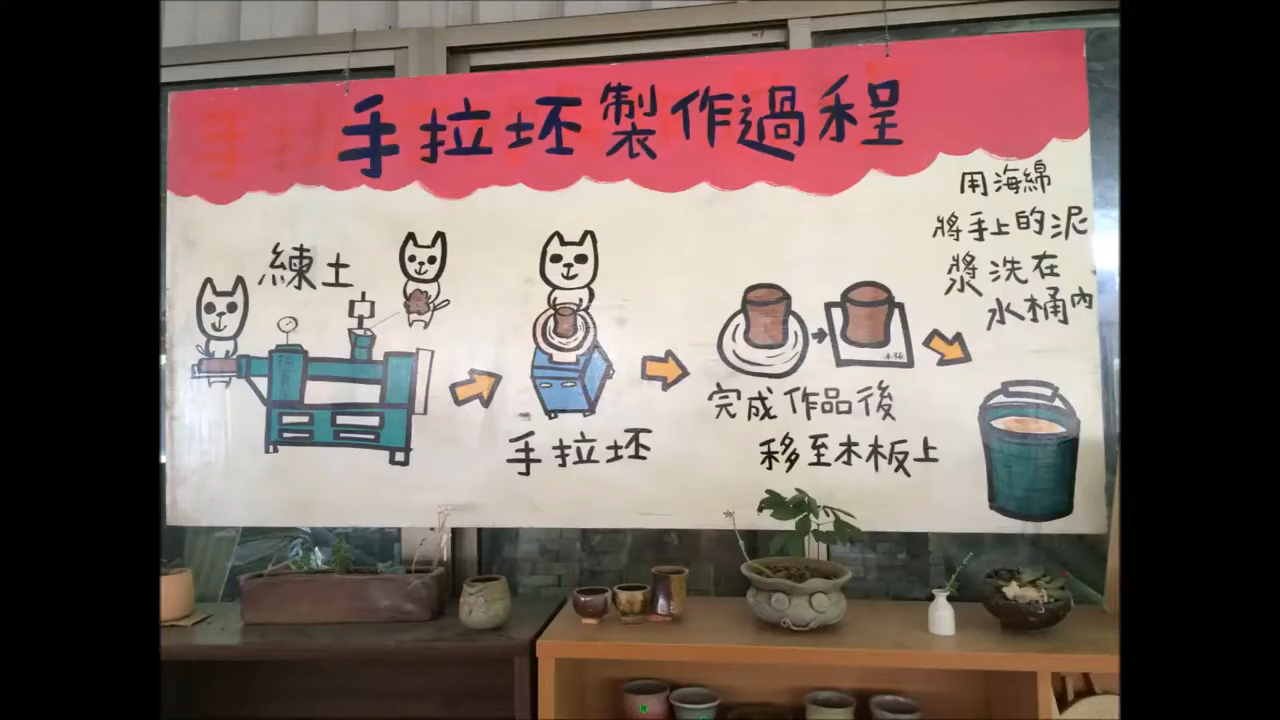 手拉坯製作過程
練土
手拉坯
完成作品後
移至木板上
用海綿
將手上的泥
漿洗在
水桶內